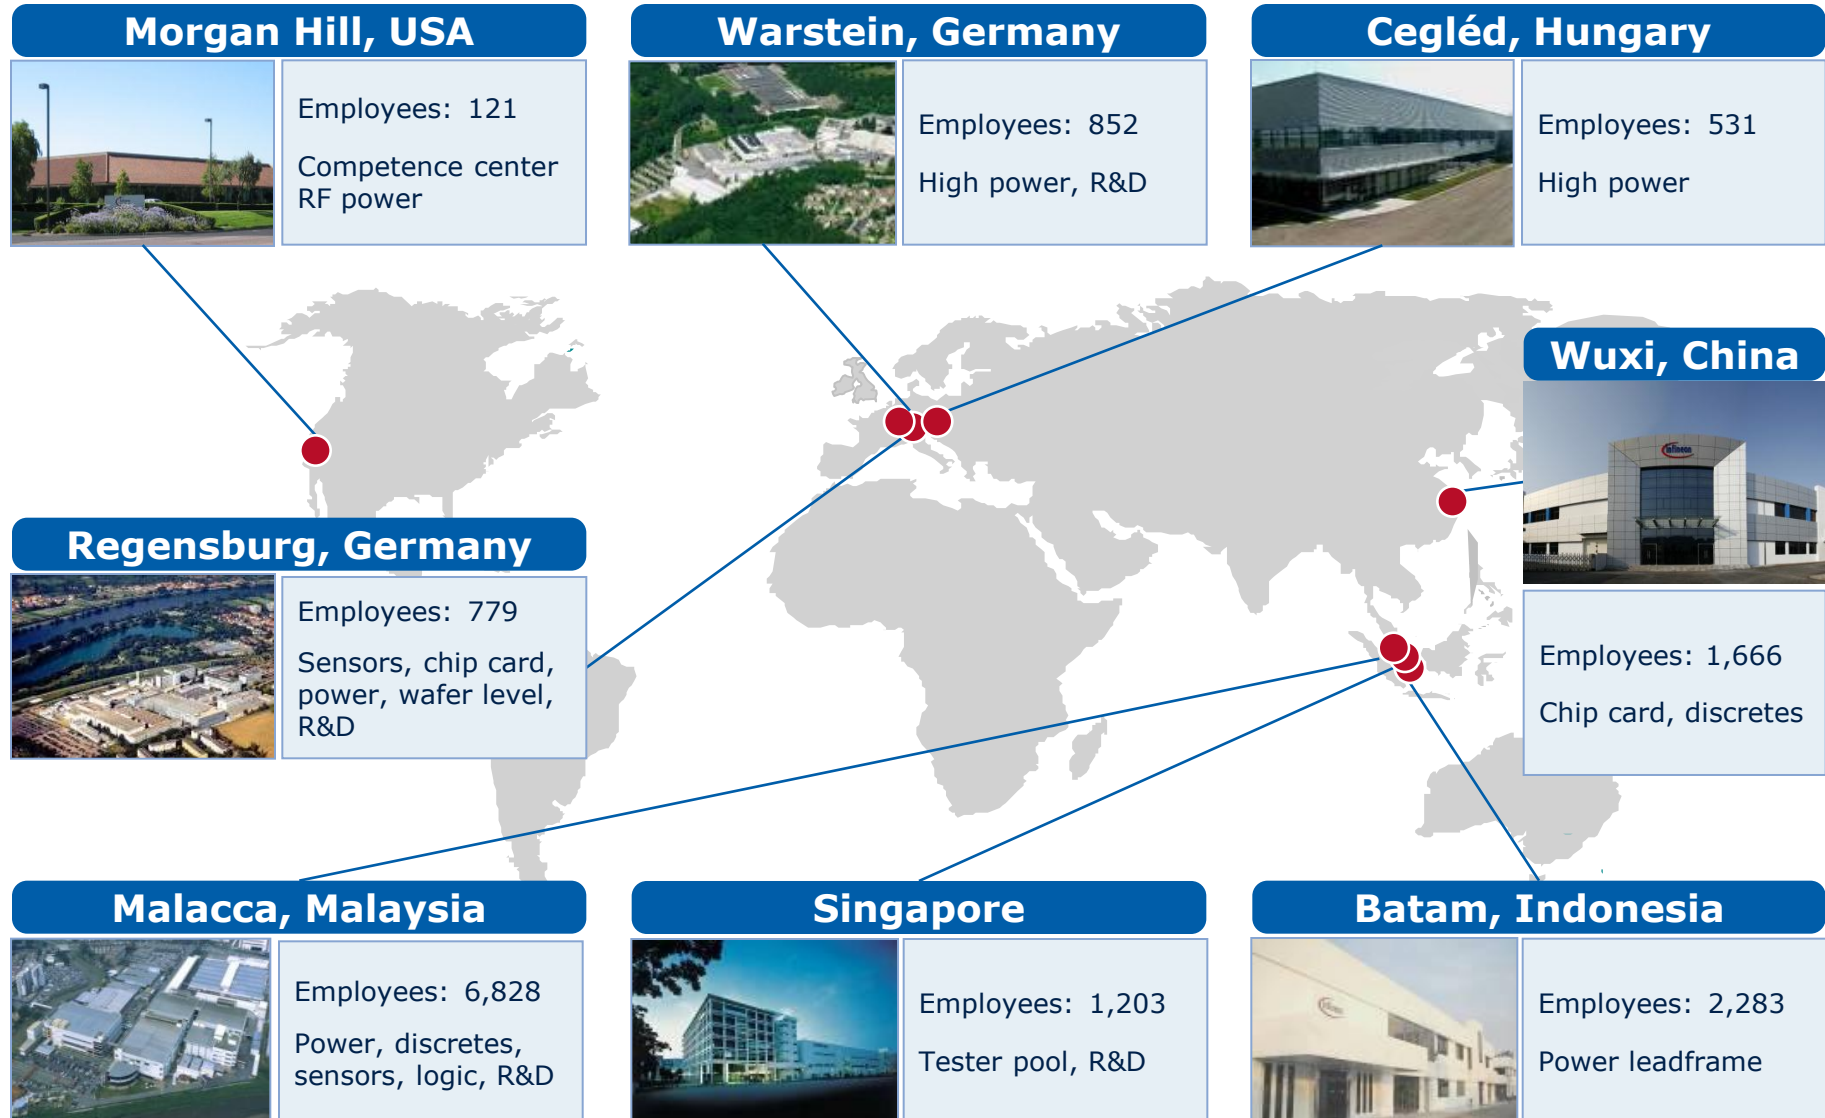 Morgan Hill, USA
Employees: 121
Competence center
RF power
Warstein, Germany
Employees: 852
High power, R&D
Cegléd, Hungary
Employees: 531
High power
Wuxi, China
infineon
Employees: 1,666
Chip card, discretes
Regensburg, Germany
Employees: 779
Sensors, chip card,
power, wafer level,
R&D
Malacca, Malaysia
Employees: 6,828
Power, discretes,
sensors, logic, R&D
Singapore
Employees: 1,203
Tester pool, R&D
Batam, Indonesia
infineon
Employees: 2,283
Power leadframe